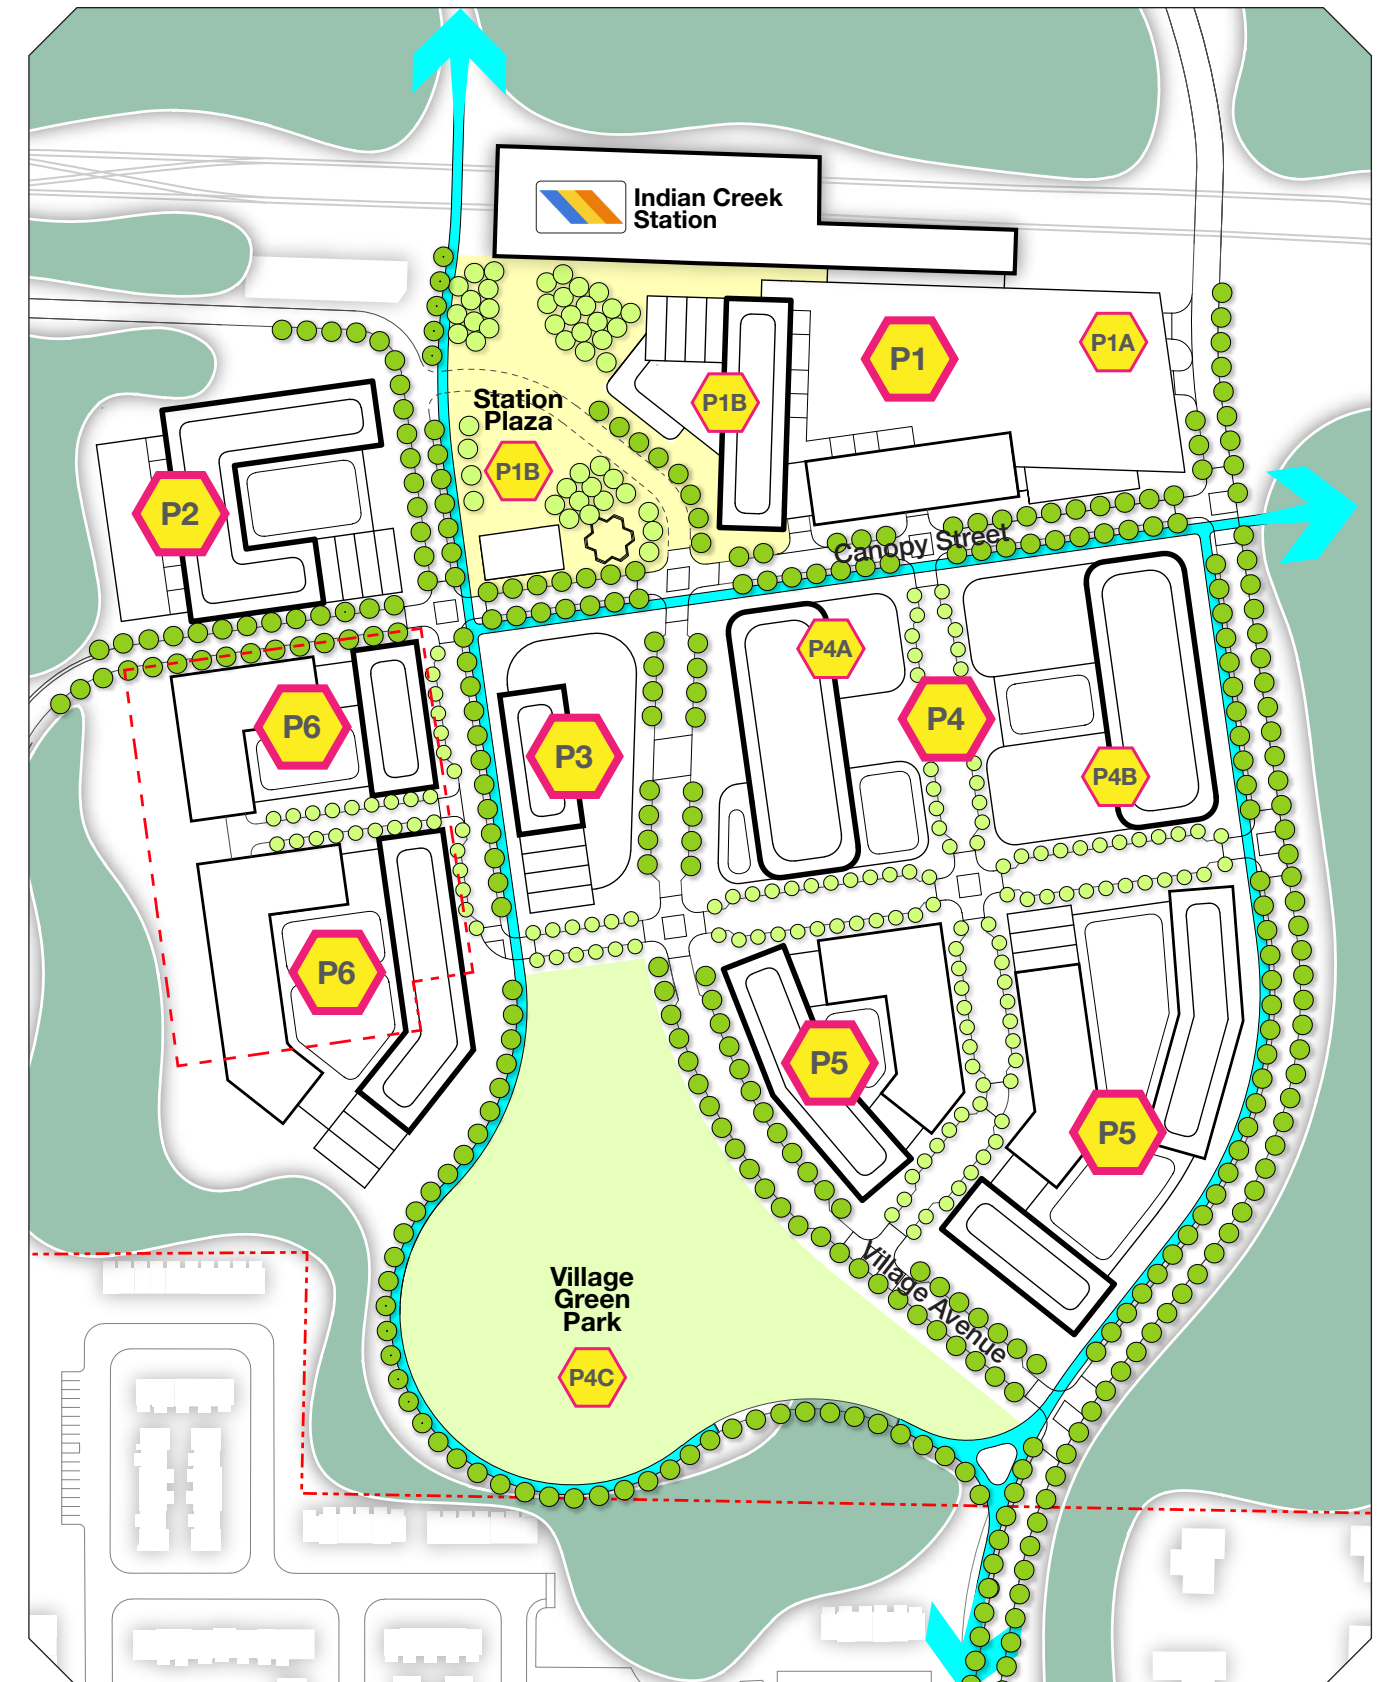 Indian Creek
Station
P1
P1A
P1B
Station
Plaza
P1B
P2
Canopy Street
P4A
P4
P6
P3
P4B
P6
P5
P5
Village Avenue
Village
Green
Park
P4C